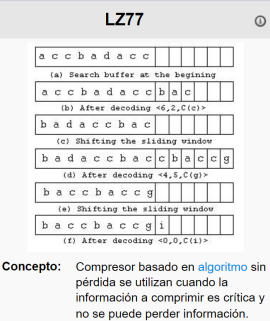 LZ77
a c c b a d a c c
(a) Search buffer at the begining
a c c b a d a c c b a c
(b) After decoding <6,2,C(c)>
b a d a c c b a c
(c) Shifting the sliding window
b a d a c c b a c c b a c c g
(d) After decoding <4,5,C(g)>
b a c c b a c c g
(e) Shifting the sliding window
b a c c b a c c g i
(f) After decoding <0,0,C(i)>
Concepto: Compresor basado en algoritmo sin
pérdida se utilizan cuando la
información a comprimir es crítica y
no se puede perder información.